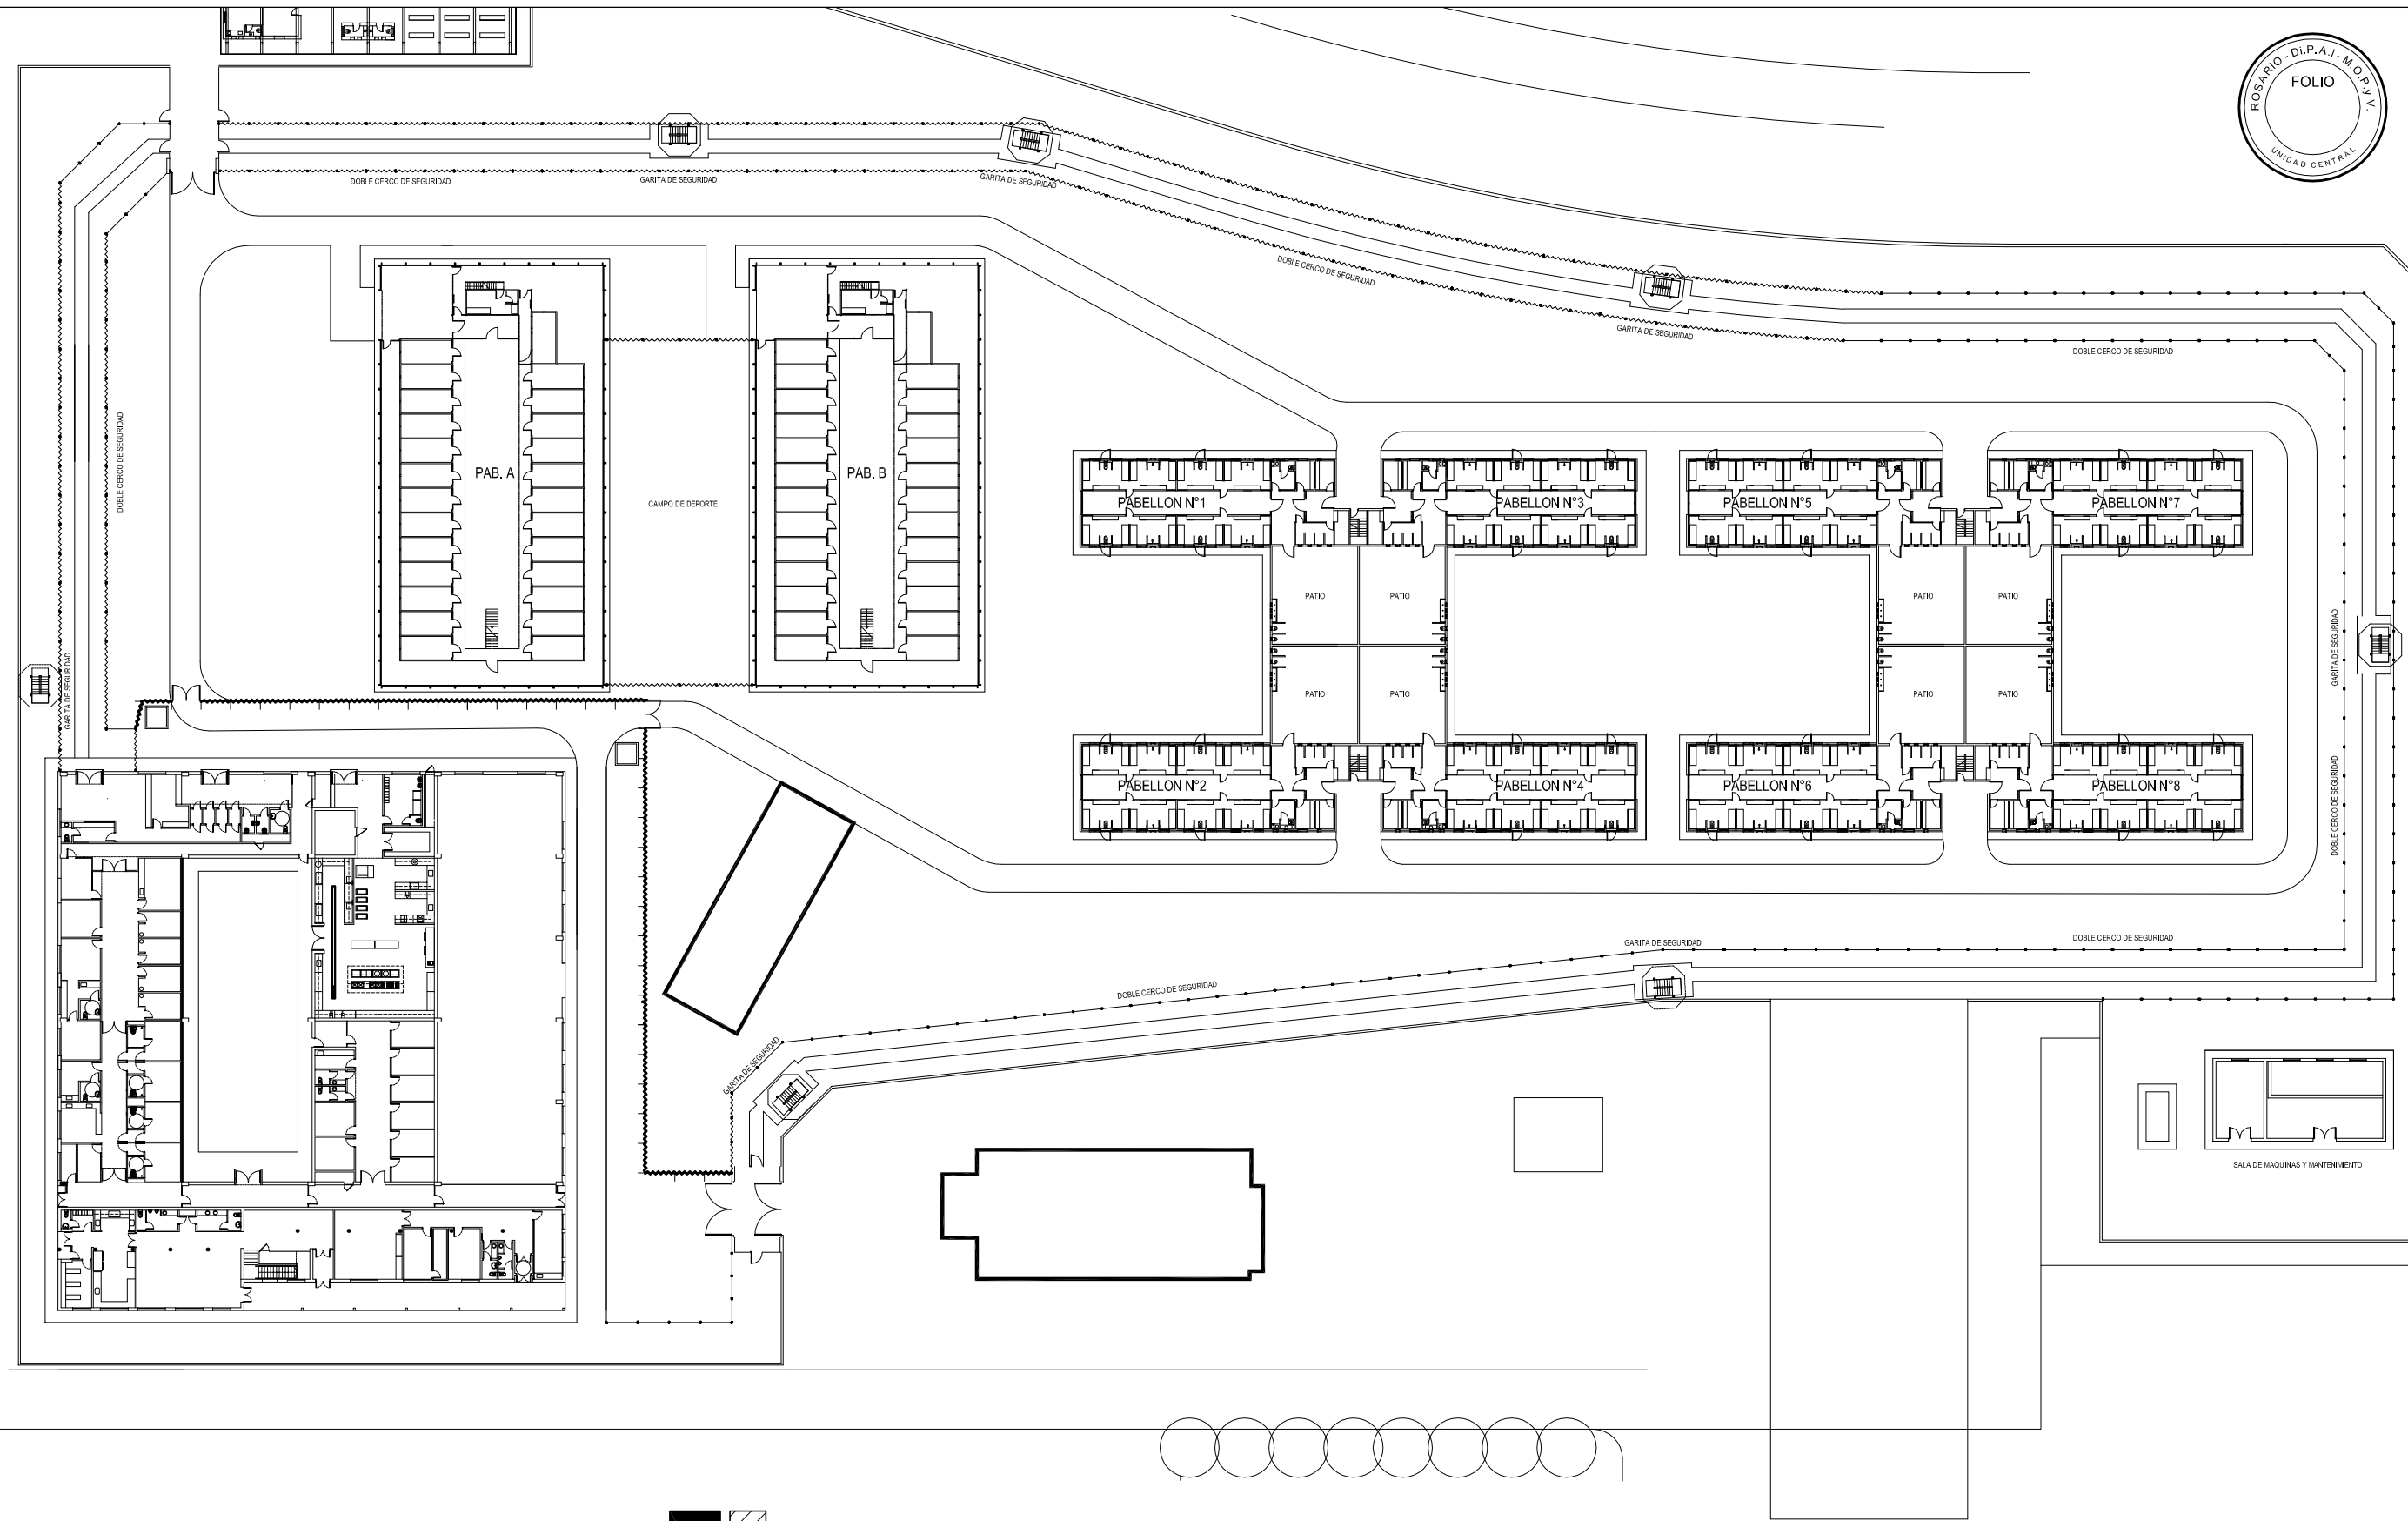 ROSARIO - Di.P.A.I - M.O.P.y V.
FOLIO
UNIDAD CENTRAL
DOBLE CERCO DE SEGURIDAD
GARITA DE SEGURIDAD
GARITA DE SEGURIDAD
DOBLE CERCO DE SEGURIDAD
GARITA DE SEGURIDAD
DOBLE CERCO DE SEGURIDAD
DOBLE CERCO DE SEGURIDAD
PAB. A
PAB. B
CAMPO DE DEPORTE
PABELLON N°1
PABELLON N°3
PABELLON N°5
PABELLON N°7
PATIO
PATIO
PATIO
PATIO
GARITA DE SEGURIDAD
GARITA DE SEGURIDAD
PATIO
PATIO
PATIO
PATIO
PABELLON N°2
PABELLON N°4
PABELLON N°6
PABELLON N°8
DOBLE CERCO DE SEGURIDAD
GARITA DE SEGURIDAD
DOBLE CERCO DE SEGURIDAD
DOBLE CERCO DE SEGURIDAD
GARITA DE SEGURIDAD
SALA DE MAQUINAS Y MANTENIMIENTO